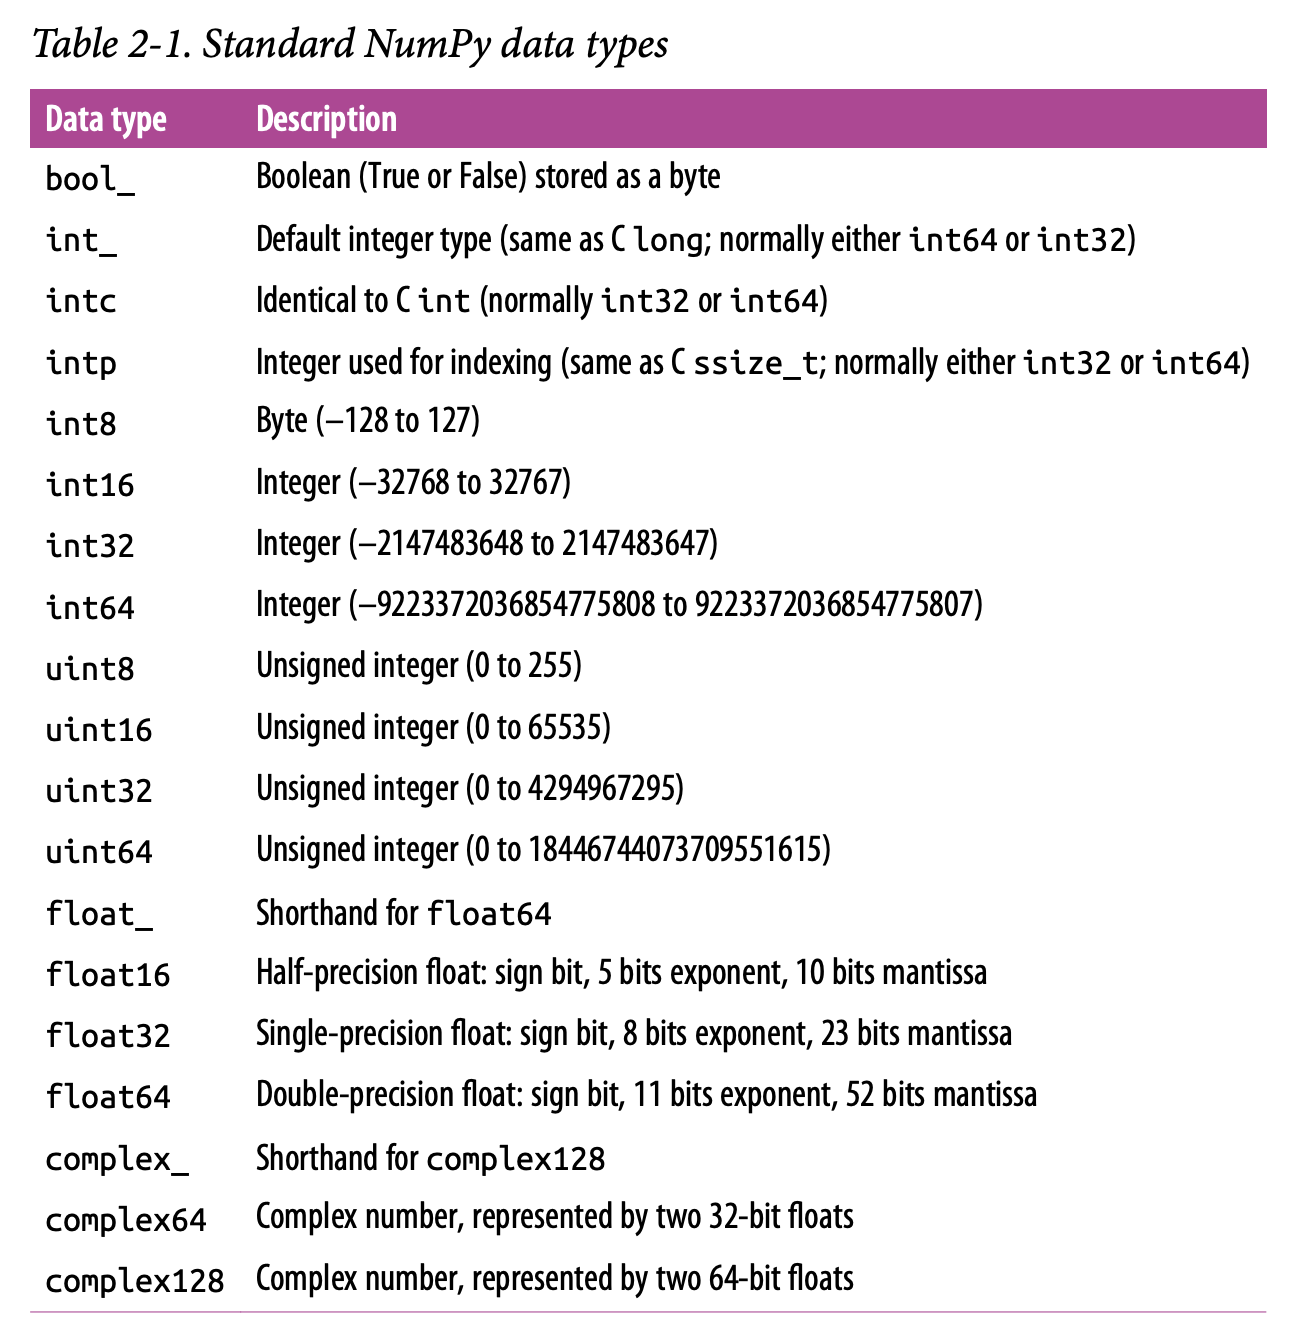 Table 2-1. Standard NumPy data types
Data type Description
bool_ Boolean (True or False) stored as a byte
int_ Default integer type (same as C long; normally either int64 or int32)
intc Identical to C int (normally int32 or int64)
intp Integer used for indexing (same as C ssize_t; normally either int32 or int64)
int8 Byte (–128 to 127)
int16 Integer (–32768 to 32767)
int32 Integer (–2147483648 to 2147483647)
int64 Integer (–9223372036854775808 to 9223372036854775807)
uint8 Unsigned integer (0 to 255)
uint16 Unsigned integer (0 to 65535)
uint32 Unsigned integer (0 to 4294967295)
uint64 Unsigned integer (0 to 18446744073709551615)
float_ Shorthand for float64
float16 Half-precision float: sign bit, 5 bits exponent, 10 bits mantissa
float32 Single-precision float: sign bit, 8 bits exponent, 23 bits mantissa
float64 Double-precision float: sign bit, 11 bits exponent, 52 bits mantissa
complex_ Shorthand for complex128
complex64 Complex number, represented by two 32-bit floats
complex128 Complex number, represented by two 64-bit floats